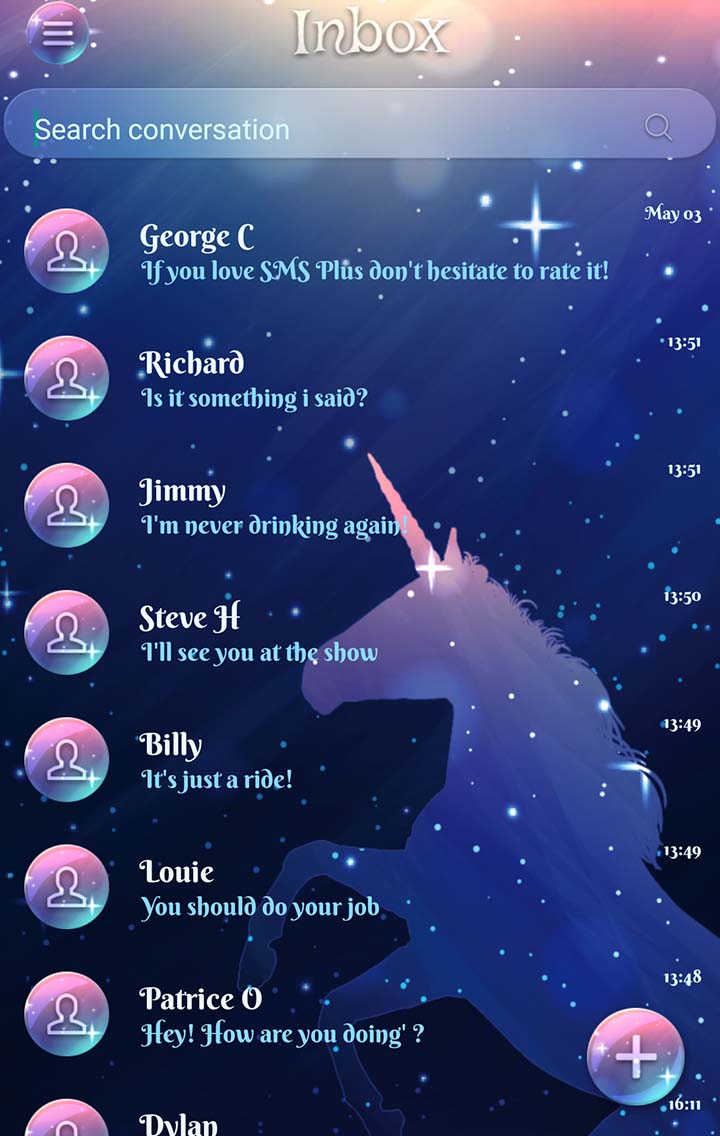 Inbox
Search conversation
May 03
George C
If you love SMS Plus don't hesitate to rate it!
13:51
Richard
Is it something i said?
13:51
Jimmy
I'm never drinking again!
13:50
Steve H
I'll see you at the show
13:49
Billy
It's just a ride!
13:49
Louie
You should do your job
13:48
Patrice O
Hey! How are you doing' ?
16:11
Dylan